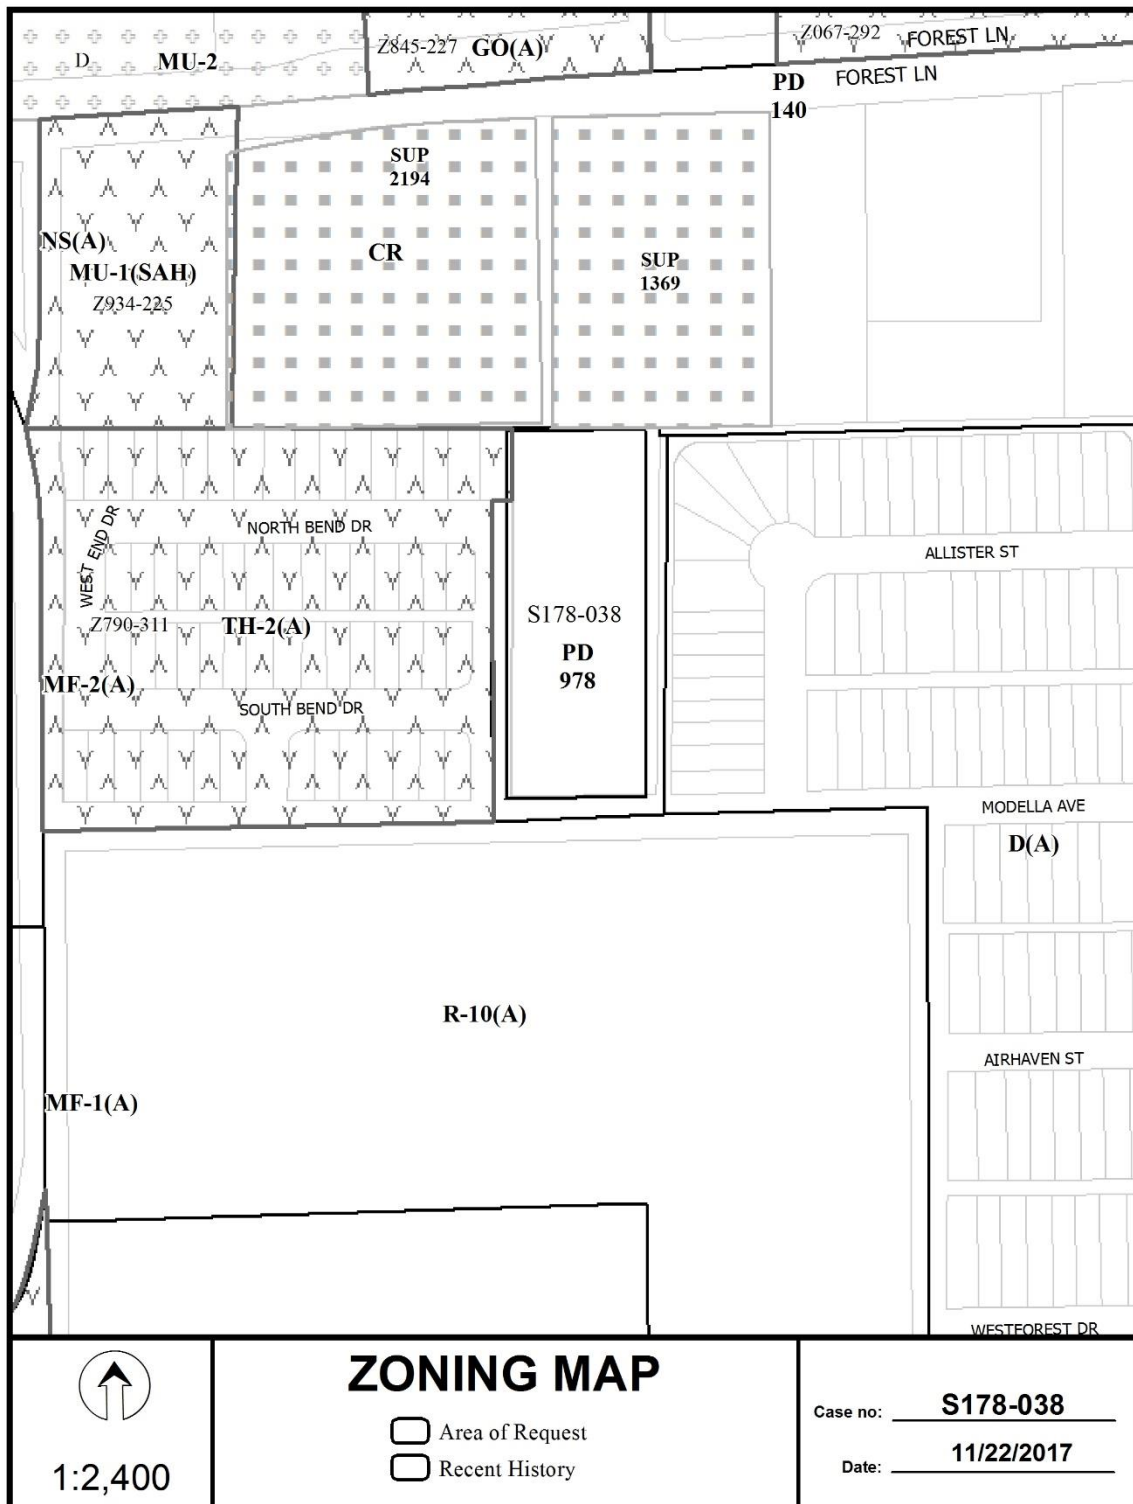 Z845-227
GO(A)
Z067-292
FOREST LN
D
MU-2
PD
140
FOREST LN
SUP
2194
NS(A)
MU-1(SAH)
Z934-225
CR
SUP
1369
WEST END DR
NORTH BEND DR
ALLISTER ST
Z790-311
TH-2(A)
S178-038
PD
978
MF-2(A)
SOUTH BEND DR
MODELLA AVE
D(A)
R-10(A)
AIRHAVEN ST
MF-1(A)
WESTFOREST DR
1:2,400
ZONING MAP
Area of Request
Recent History
Case no: S178-038
Date: 11/22/2017